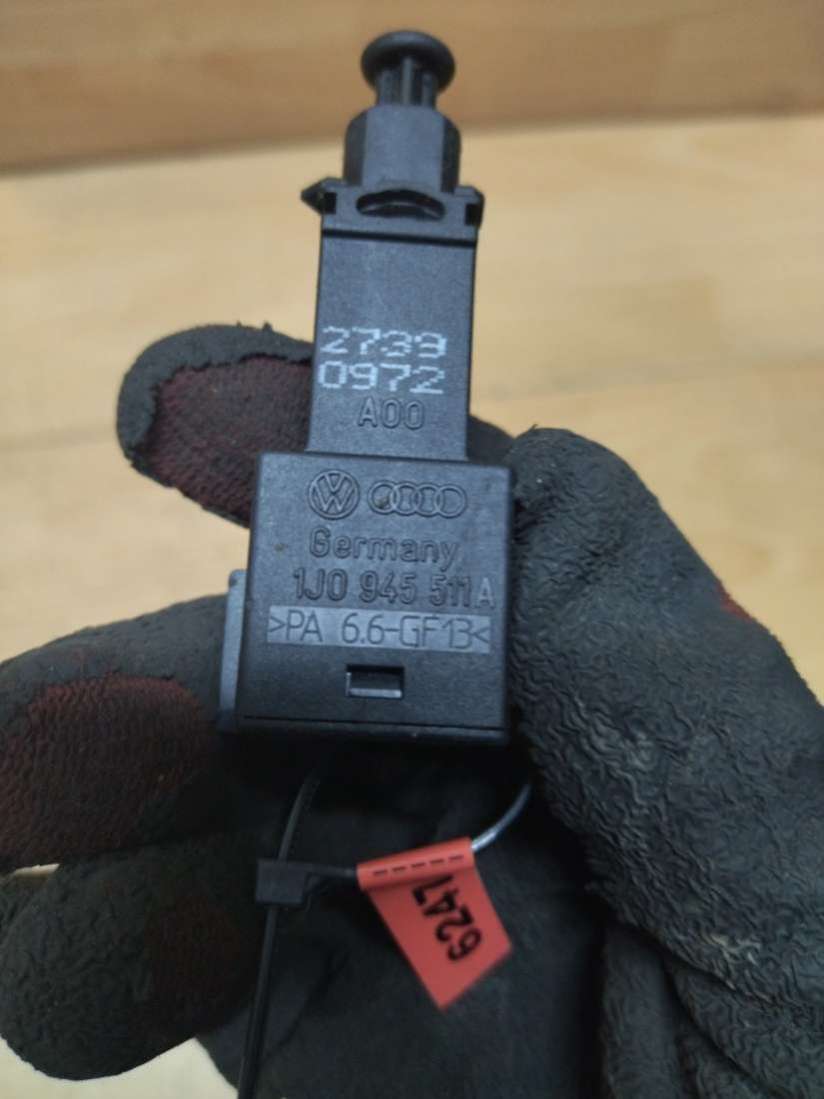 2739
0972
A00
Germany
1J0 945 511 A
>PA 6.6-GF13<
6247